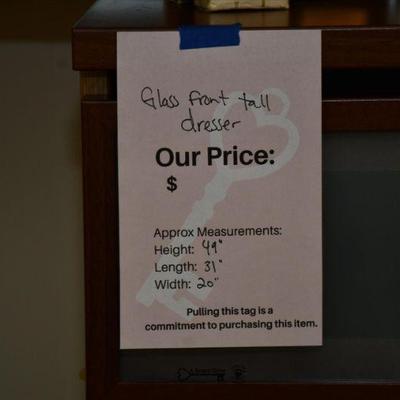 Glass front tall
dresser
Our Price:
$
Approx Measurements:
Height: 49"
Length: 31"
Width: 20"
Pulling this tag is a
commitment to purchasing this item.